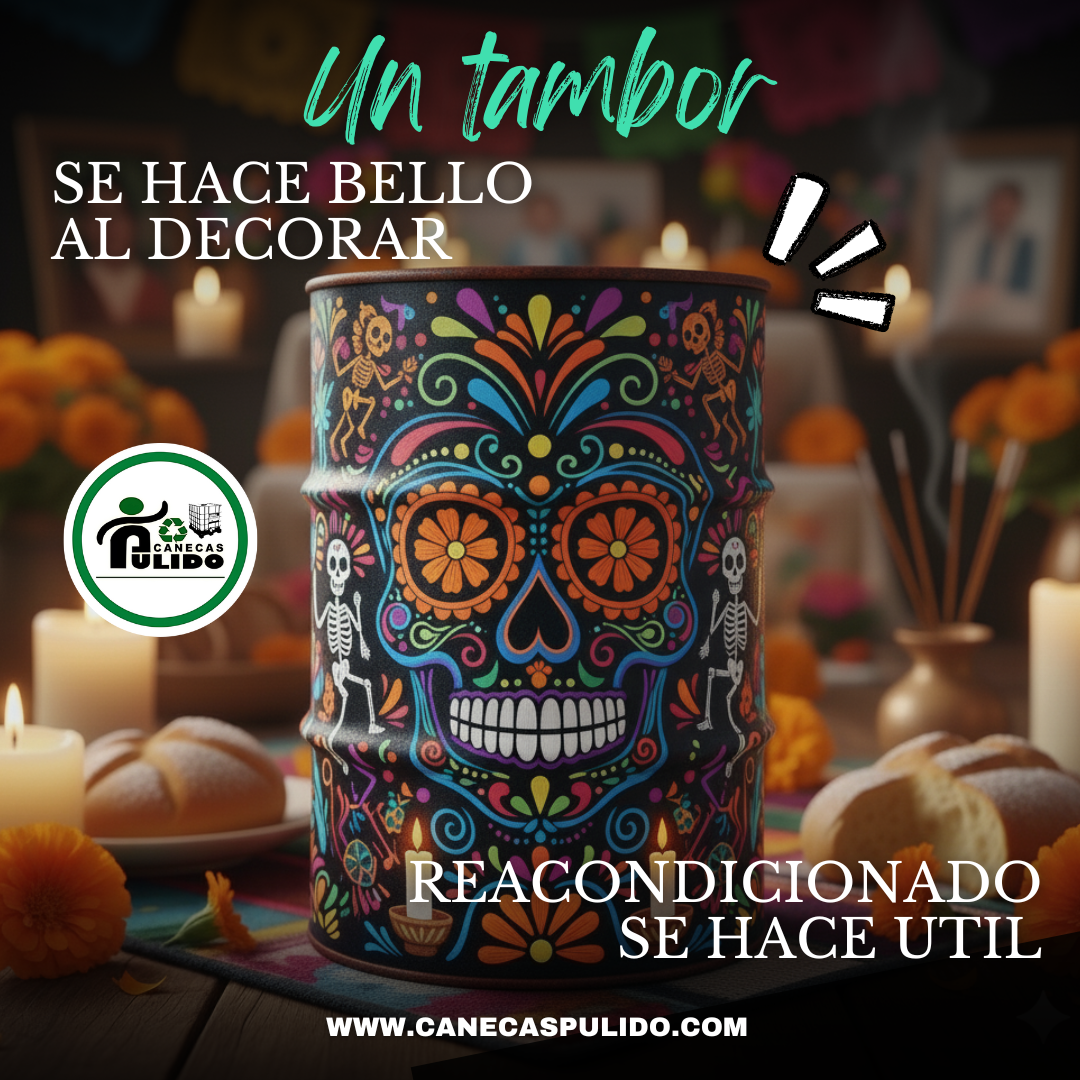 Un tambor
SE HACE BELLO
AL DECORAR
CANECAS
PULIDO
REACONDICIONADO
SE HACE UTIL
WWW.CANECASPULIDO.COM